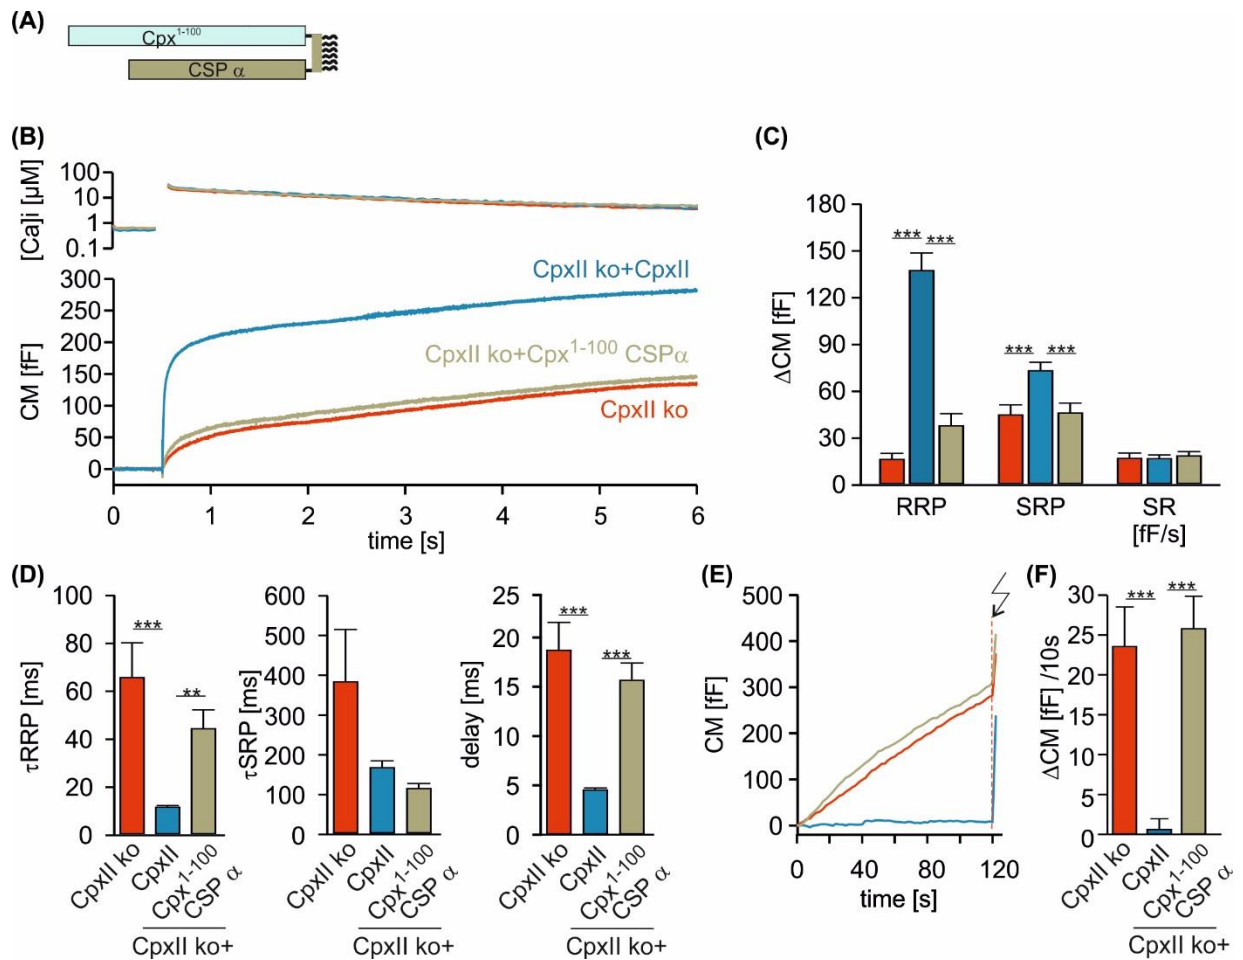 (A)
Cpx1-100
CSP α
(B)
[Ca]i [µM]
100
10
1
0.1
CM [fF]
300
250
200
150
100
50
0
CpxII ko+CpxII
CpxII ko+Cpx1-100 CSPα
CpxII ko
0 1 2 3 4 5 6
time [s]
(C)
ΔCM [fF]
180
150
120
90
60
30
0
*** ***
*** ***
RRP SRP SR
[fF/s]
(D)
τRRP [ms]
100
80
60
40
20
0
***
**
CpxII ko
CpxII
Cpx1-100
CSP α
CpxII ko+
τSRP [ms]
600
500
400
300
200
100
0
CpxII ko
CpxII
Cpx1-100
CSP α
CpxII ko+
delay [ms]
25
20
15
10
5
0
***
***
CpxII ko
CpxII
Cpx1-100
CSP α
CpxII ko+
(E)
CM [fF]
500
400
300
200
100
0
0 40 80 120
time [s]
(F)
ΔCM [fF] /10s
30
25
20
15
10
5
0
***
***
CpxII ko
CpxII
Cpx1-100
CSP α
CpxII ko+